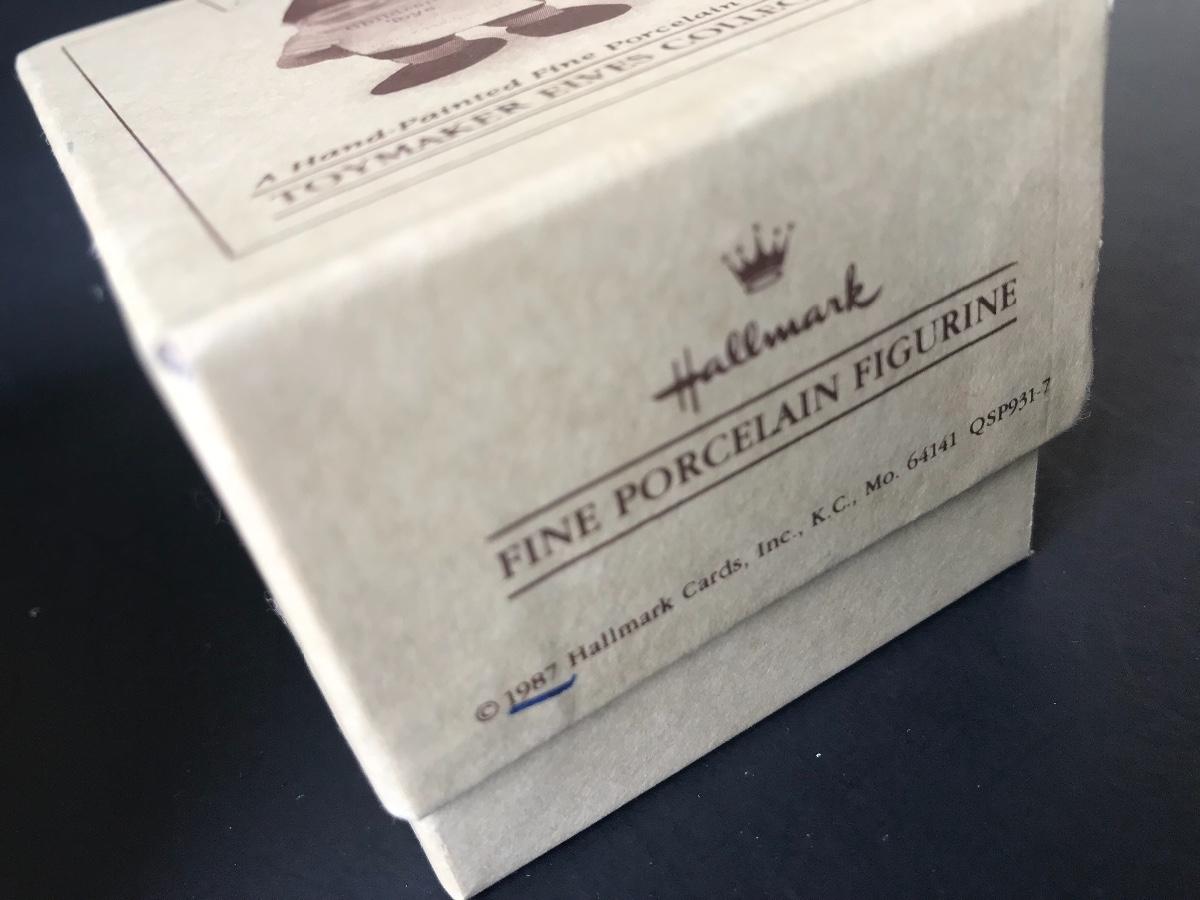 A Hand-Painted Fine Porcelain
TOYMAKER ELVES COLLEC
Hallmark
FINE PORCELAIN FIGURINE
© 1987 Hallmark Cards, Inc., K.C., Mo. 64141 QSP931-7